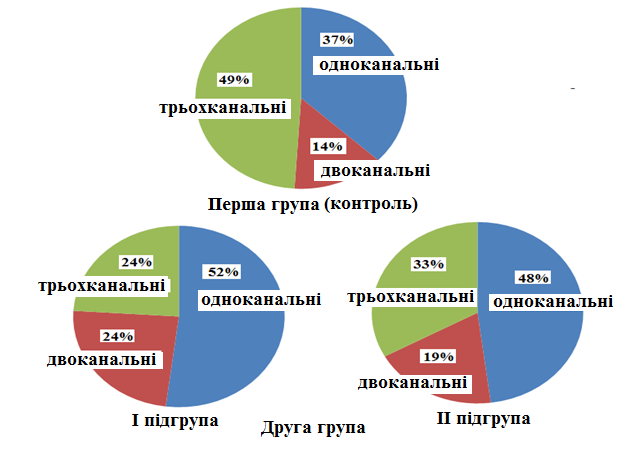 37%
одноканальні
49%
трьохканальні
14%
двоканальні
Перша група (контроль)
24%
трьохканальні
52%
одноканальні
24%
двоканальні
І підгрупа
33%
трьохканальні
48%
одноканальні
19%
двоканальні
ІІ підгрупа
Друга група